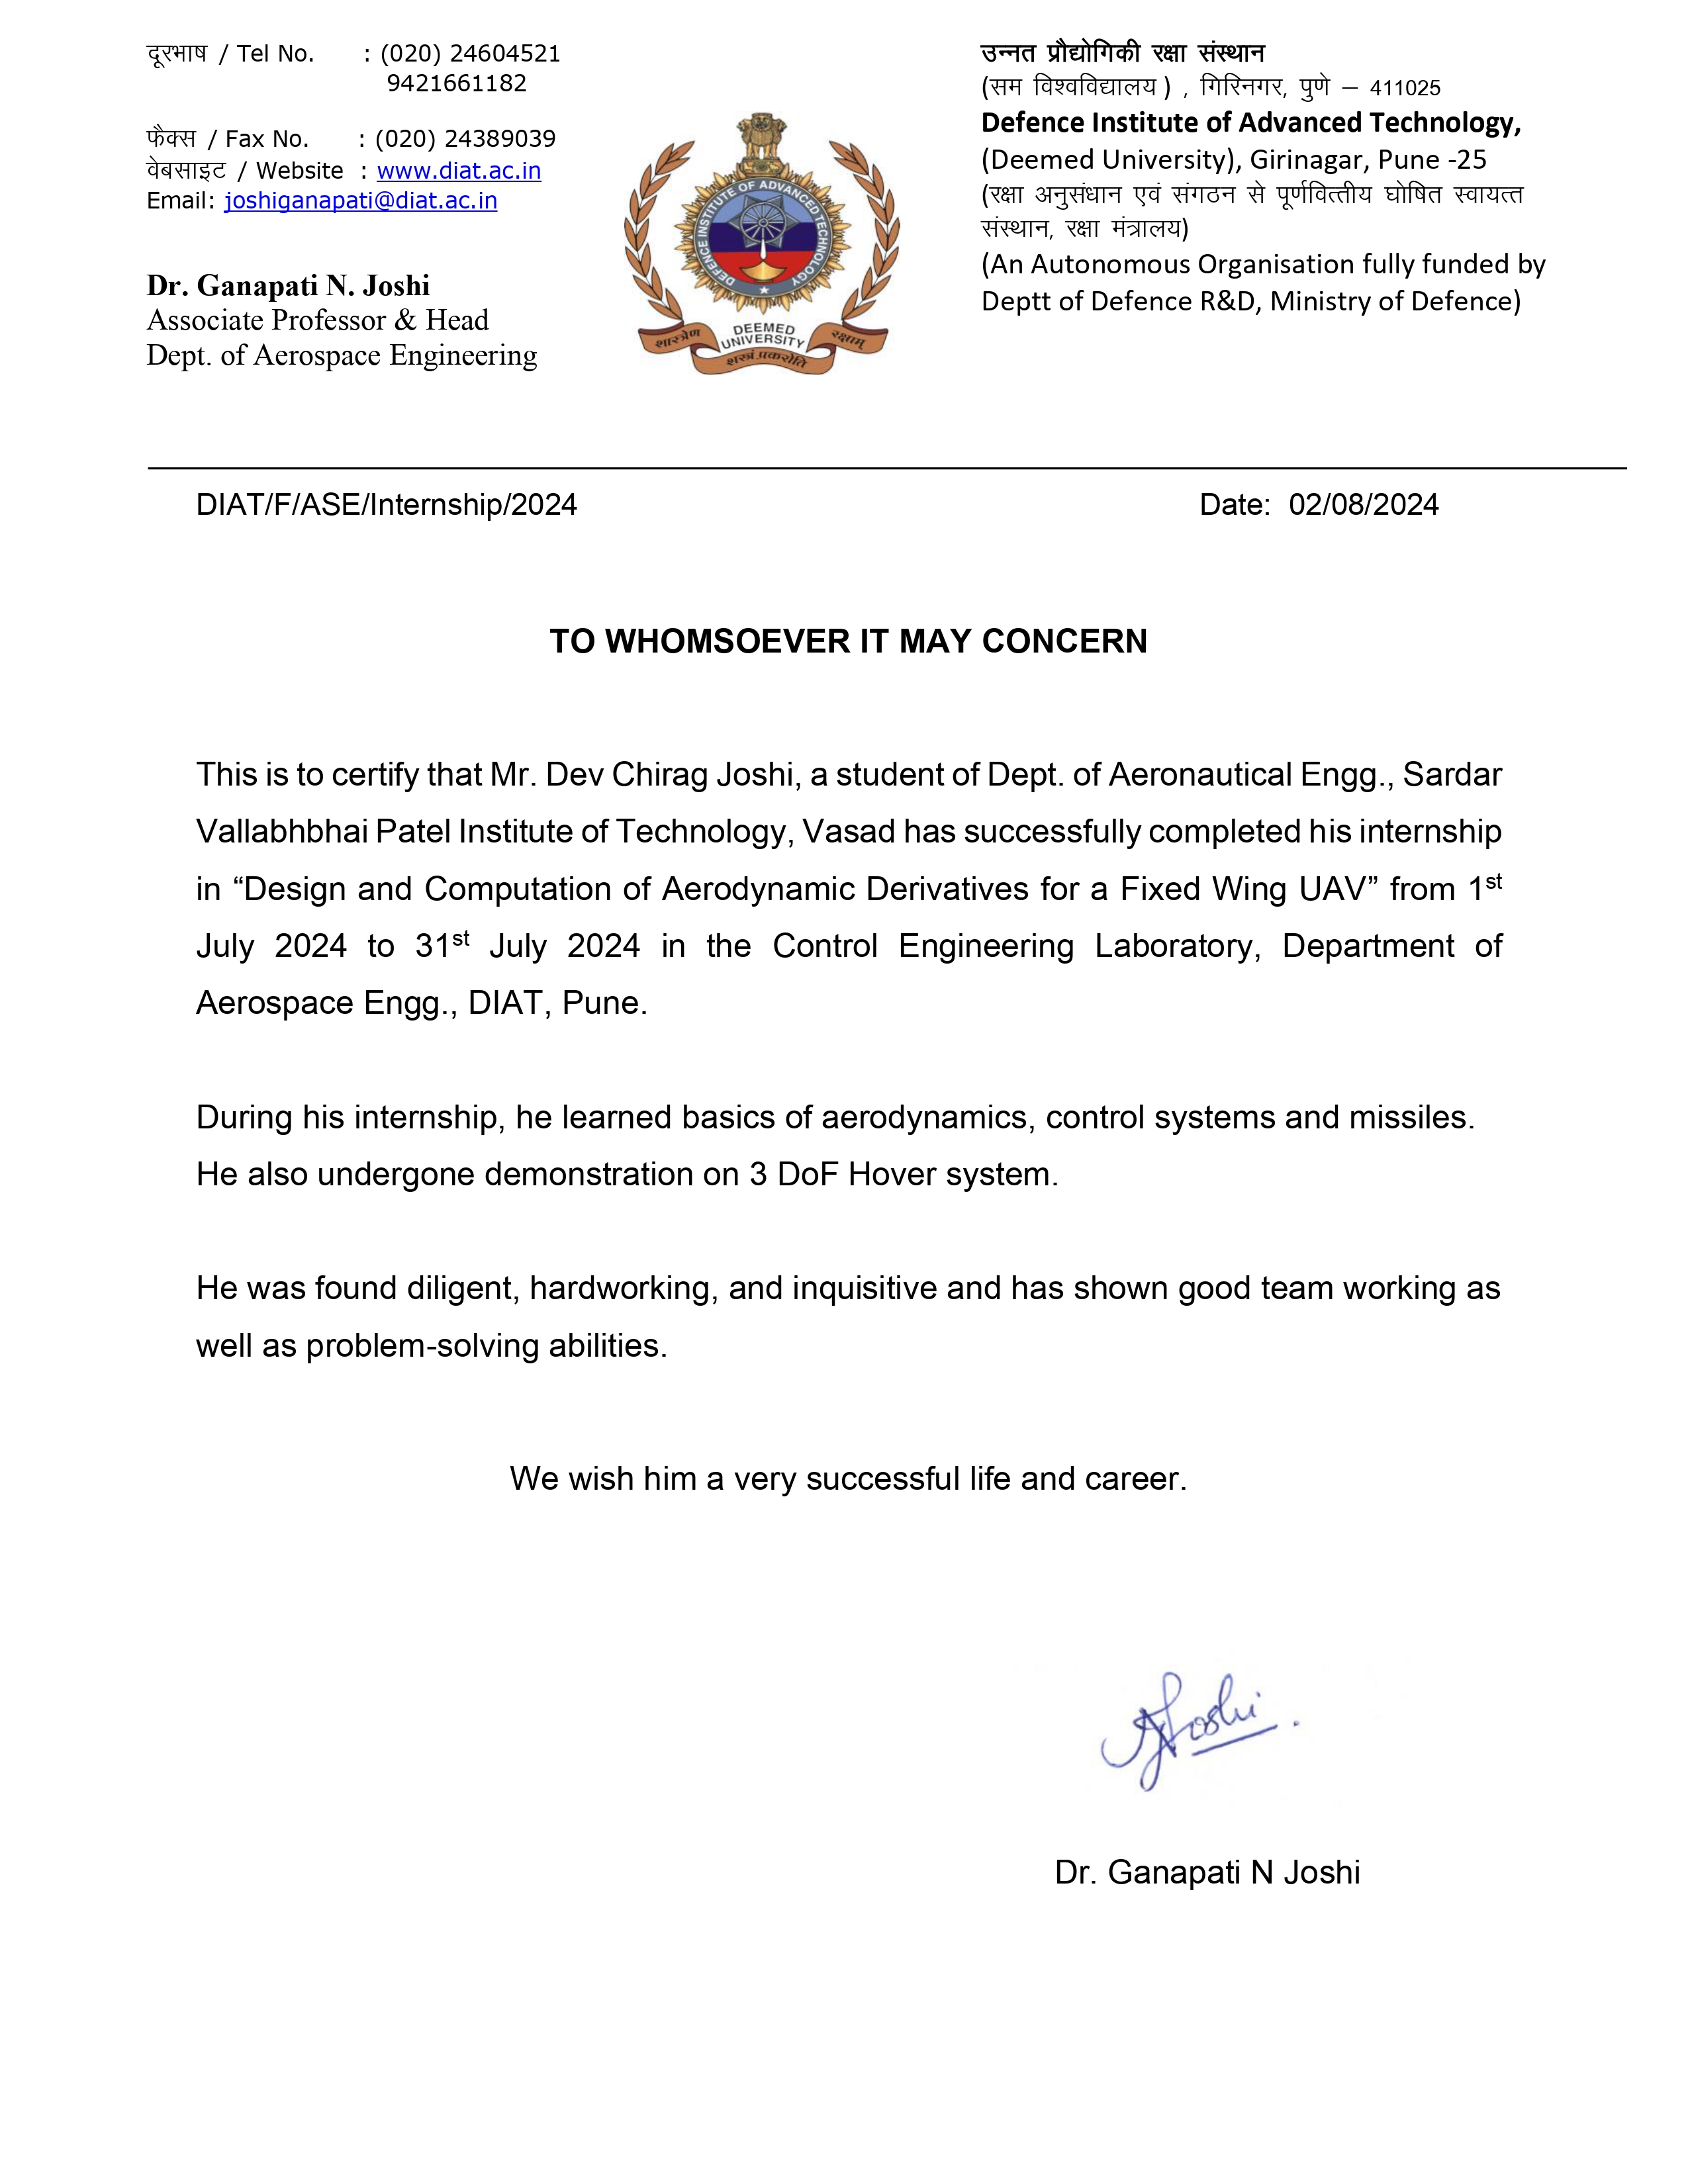 दूरभाष / Tel No. : (020) 24604521
9421661182
फैक्स / Fax No. : (020) 24389039
वेबसाइट / Website : www.diat.ac.in
Email: joshiganapati@diat.ac.in
Dr. Ganapati N. Joshi
Associate Professor & Head
Dept. of Aerospace Engineering
DEFENCE INSTITUTE OF ADVANCED TECHNOLOGY
DEEMED
UNIVERSITY
शास्त्रेण
रक्षाम्
शस्त्रं प्रकरोति
उन्नत प्रौद्योगिकी रक्षा संस्थान
(सम विश्वविद्यालय ) , गिरिनगर, पुणे – 411025
Defence Institute of Advanced Technology,
(Deemed University), Girinagar, Pune -25
(रक्षा अनुसंधान एवं संगठन से पूर्णवित्तीय घोषित स्वायत्त
संस्थान, रक्षा मंत्रालय)
(An Autonomous Organisation fully funded by
Deptt of Defence R&D, Ministry of Defence)
DIAT/F/ASE/Internship/2024 Date: 02/08/2024
TO WHOMSOEVER IT MAY CONCERN
This is to certify that Mr. Dev Chirag Joshi, a student of Dept. of Aeronautical Engg., Sardar
Vallabhbhai Patel Institute of Technology, Vasad has successfully completed his internship
in “Design and Computation of Aerodynamic Derivatives for a Fixed Wing UAV” from 1st
July 2024 to 31st July 2024 in the Control Engineering Laboratory, Department of
Aerospace Engg., DIAT, Pune.
During his internship, he learned basics of aerodynamics, control systems and missiles.
He also undergone demonstration on 3 DoF Hover system.
He was found diligent, hardworking, and inquisitive and has shown good team working as
well as problem-solving abilities.
We wish him a very successful life and career.
Joshi
Dr. Ganapati N Joshi